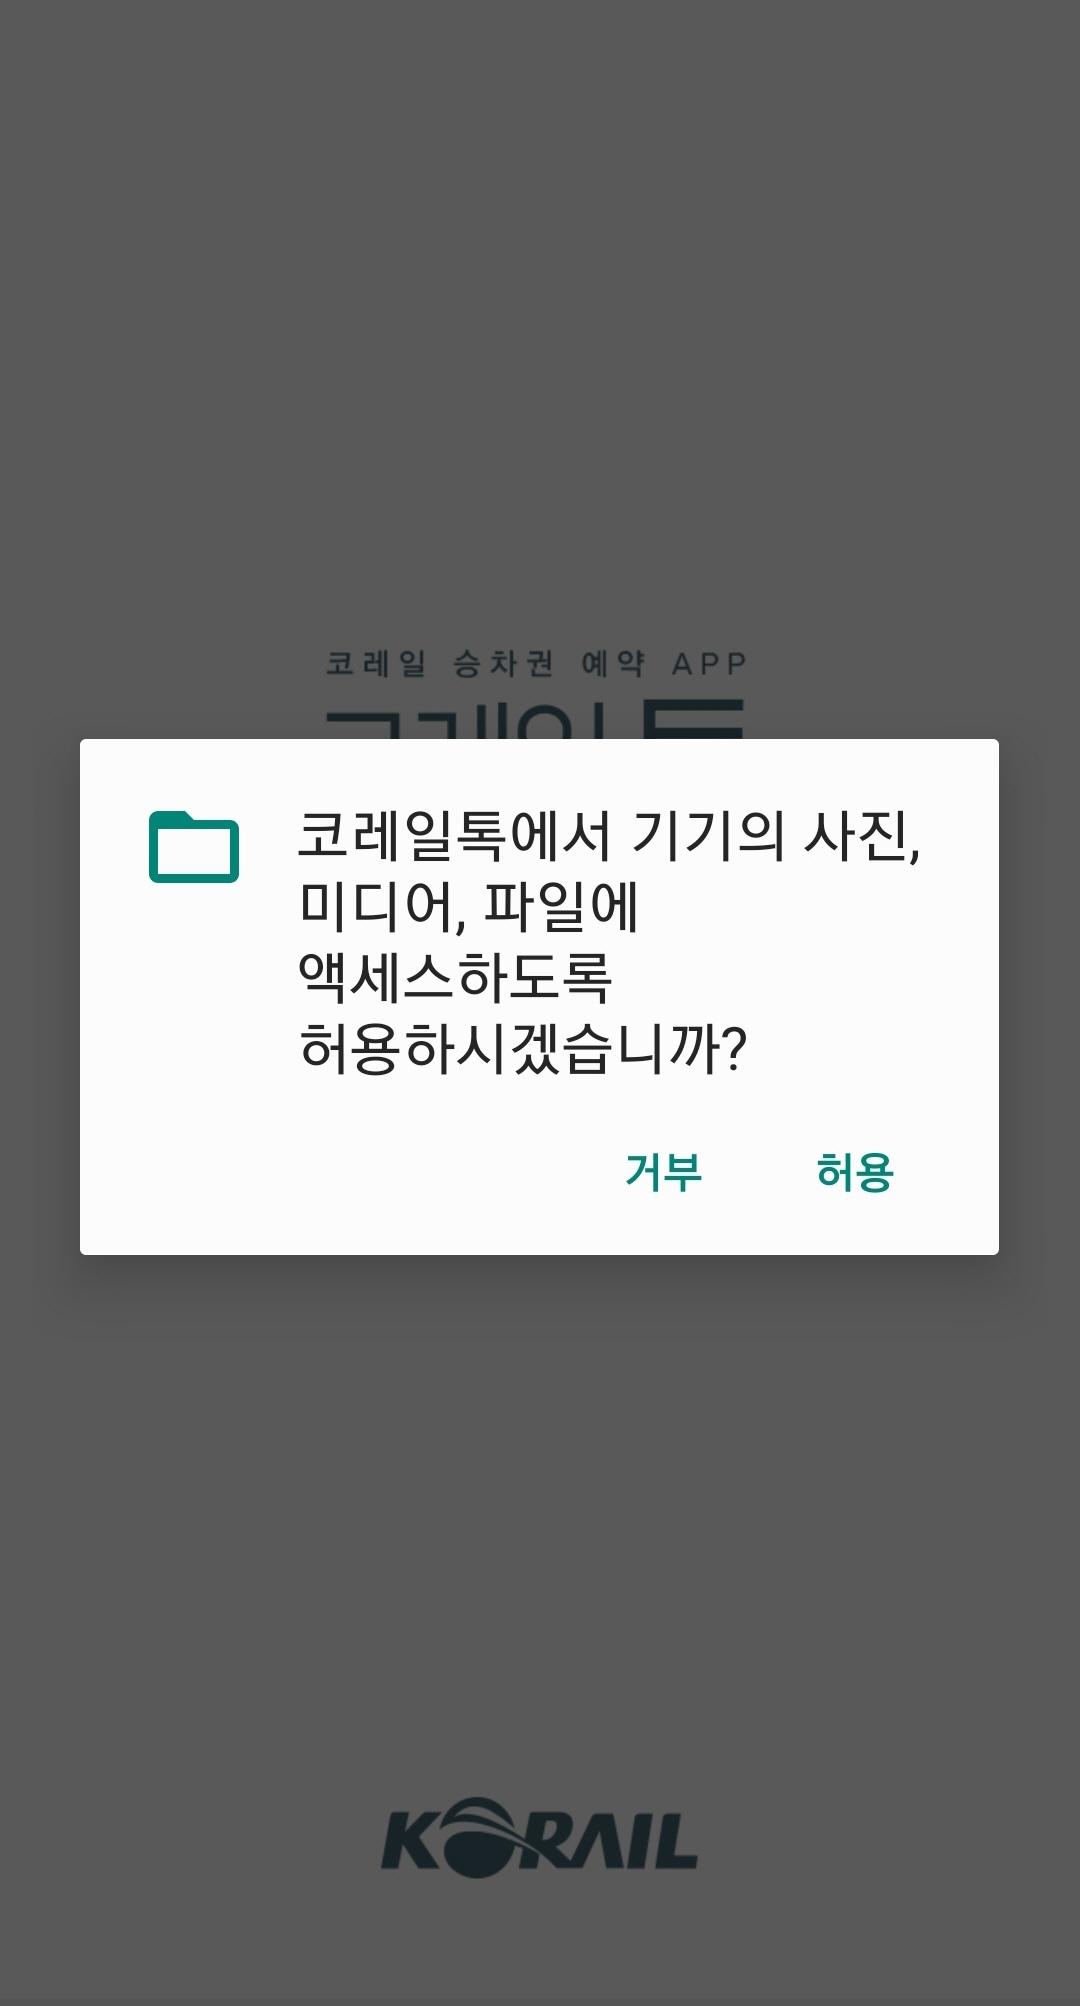 코레일 승차권 예약 APP
코레일톡에서 기기의 사진,
미디어, 파일에
액세스하도록
허용하시겠습니까?
거부 허용
KORAIL